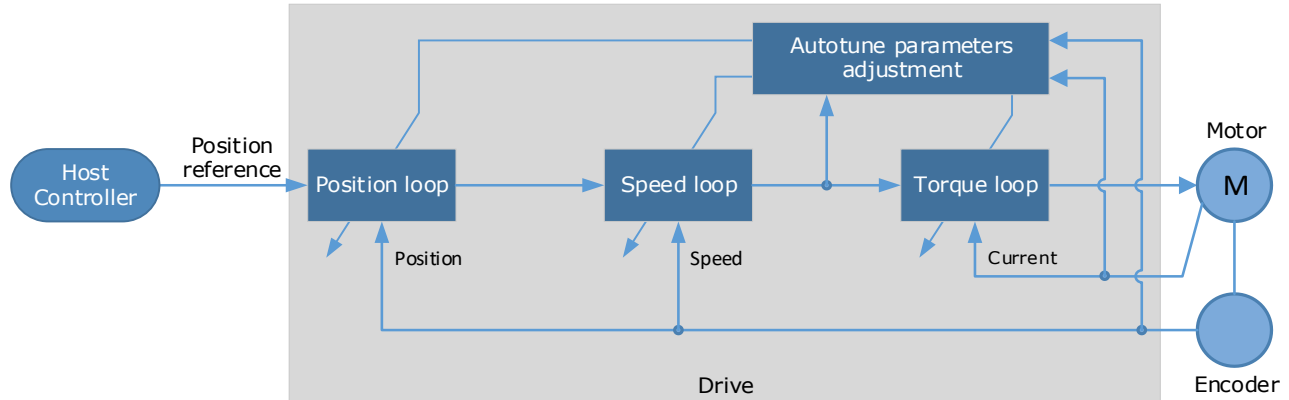 Autotune parameters
adjustment
Motor
Position
reference
Host
Controller
Position loop
Speed loop
Torque loop
M
Position
Speed
Current
Drive
Encoder